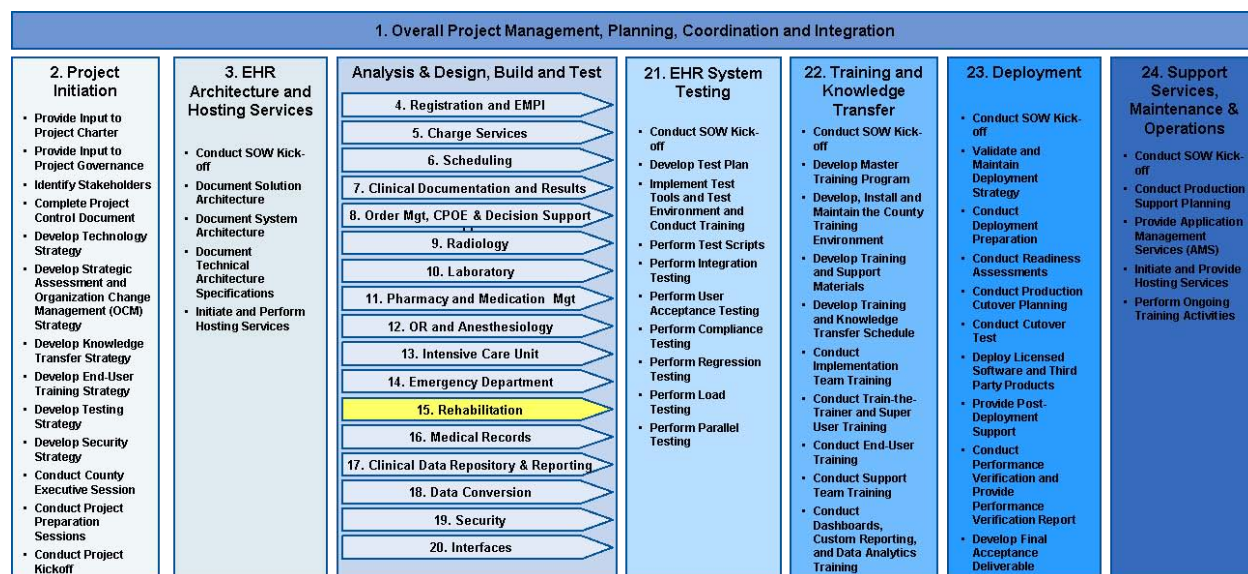 1. Overall Project Management, Planning, Coordination and Integration
2. Project
Initiation
• Provide Input to
Project Charter
• Provide Input to
Project Governance
• Identify Stakeholders
• Complete Project
Control Document
• Develop Technology
Strategy
• Develop Strategic
Assessment and
Organization Change
Management (OCM)
Strategy
• Develop Knowledge
Transfer Strategy
• Develop End-User
Training Strategy
• Develop Testing
Strategy
• Develop Security
Strategy
• Conduct County
Executive Session
• Conduct Project
Preparation
Sessions
• Conduct Project
Kickoff
3. EHR
Architecture and
Hosting Services
• Conduct SOW Kick-
off
• Document Solution
Architecture
• Document System
Architecture
• Document
Technical
Architecture
Specifications
• Initiate and Perform
Hosting Services
Analysis & Design, Build and Test
4. Registration and EMPI
5. Charge Services
6. Scheduling
7. Clinical Documentation and Results
8. Order Mgt, CPOE & Decision Support
9. Radiology
10. Laboratory
11. Pharmacy and Medication Mgt
12. OR and Anesthesiology
13. Intensive Care Unit
14. Emergency Department
15. Rehabilitation
16. Medical Records
17. Clinical Data Repository & Reporting
18. Data Conversion
19. Security
20. Interfaces
21. EHR System
Testing
• Conduct SOW Kick-
off
• Develop Test Plan
• Implement Test
Tools and Test
Environment and
Conduct Training
• Perform Test Scripts
• Perform Integration
Testing
• Perform User
Acceptance Testing
• Perform Compliance
Testing
• Perform Regression
Testing
• Perform Load
Testing
• Perform Parallel
Testing
22. Training and
Knowledge
Transfer
• Conduct SOW Kick-
off
• Develop Master
Training Program
• Develop, Install and
Maintain the County
Training
Environment
• Develop Training
and Support
Materials
• Develop Training
and Knowledge
Transfer Schedule
• Conduct
Implementation
Team Training
• Conduct Train-the-
Trainer and Super
User Training
• Conduct End-User
Training
• Conduct Support
Team Training
• Conduct
Dashboards,
Custom Reporting,
and Data Analytics
Training
23. Deployment
• Conduct SOW Kick-
off
• Validate and
Maintain
Deployment
Strategy
• Conduct
Deployment
Preparation
• Conduct Readiness
Assessments
• Conduct Production
Cutover Planning
• Conduct Cutover
Test
• Deploy Licensed
Software and Third
Party Products
• Provide Post-
Deployment
Support
• Conduct
Performance
Verification and
Provide
Performance
Verification Report
• Develop Final
Acceptance
Deliverable
24. Support
Services,
Maintenance &
Operations
• Conduct SOW Kick-
off
• Conduct Production
Support Planning
• Provide Application
Management
Services (AMS)
• Initiate and Provide
Hosting Services
• Perform Ongoing
Training Activities